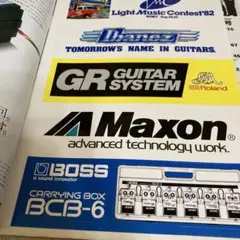 Light Music Contest '82
Ibanez
TOMORROW'S NAME IN GUITARS.
GR GUITAR SYSTEM
Roland
Maxon
advanced technology work.
BOSS
CARRYING BOX
BCB-6